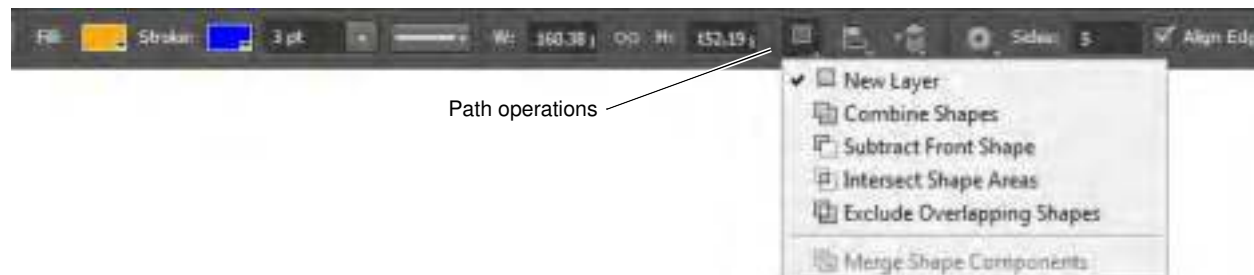 Fill: Stroke: 3 pt W: 160.38 H: 152.19 Sides: 5 Align Edg
Path operations
New Layer
Combine Shapes
Subtract Front Shape
Intersect Shape Areas
Exclude Overlapping Shapes
Merge Shape Components